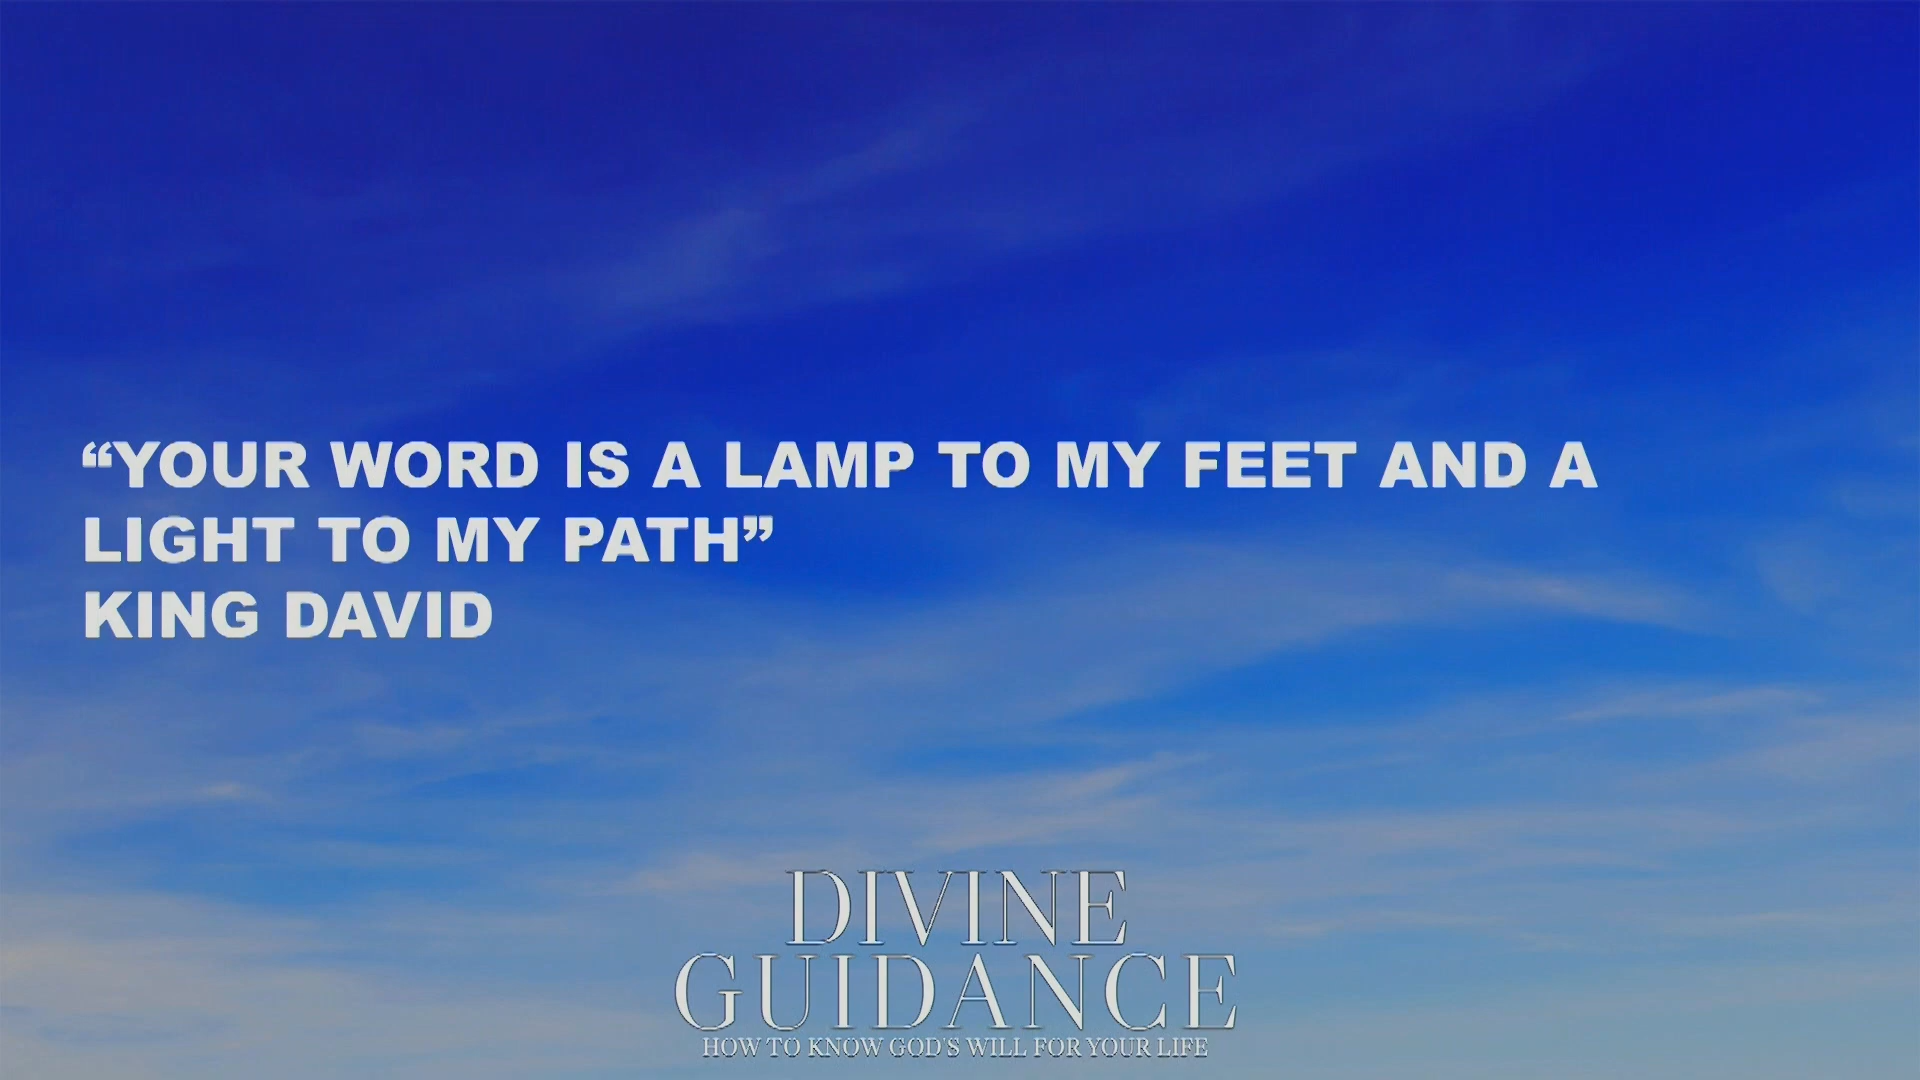 “YOUR WORD IS A LAMP TO MY FEET AND A
LIGHT TO MY PATH”
KING DAVID
DIVINE
GUIDANCE
HOW TO KNOW GOD'S WILL FOR YOUR LIFE